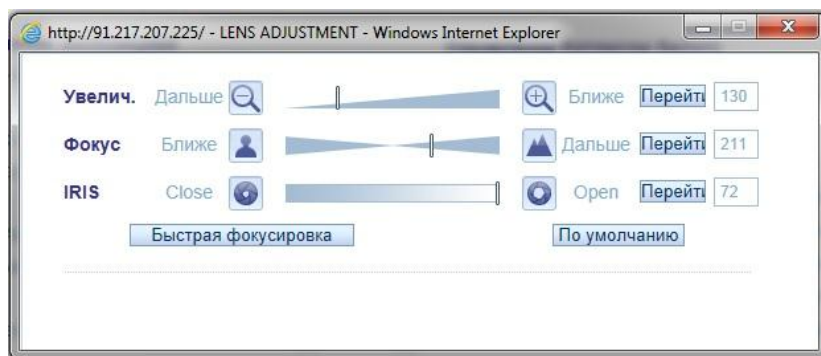 http://91.217.207.225/ - LENS ADJUSTMENT - Windows Internet Explorer
Увелич. Дальше Ближе Перейти 130
Фокус Ближе Дальше Перейти 211
IRIS Close Open Перейти 72
Быстрая фокусировка По умолчанию